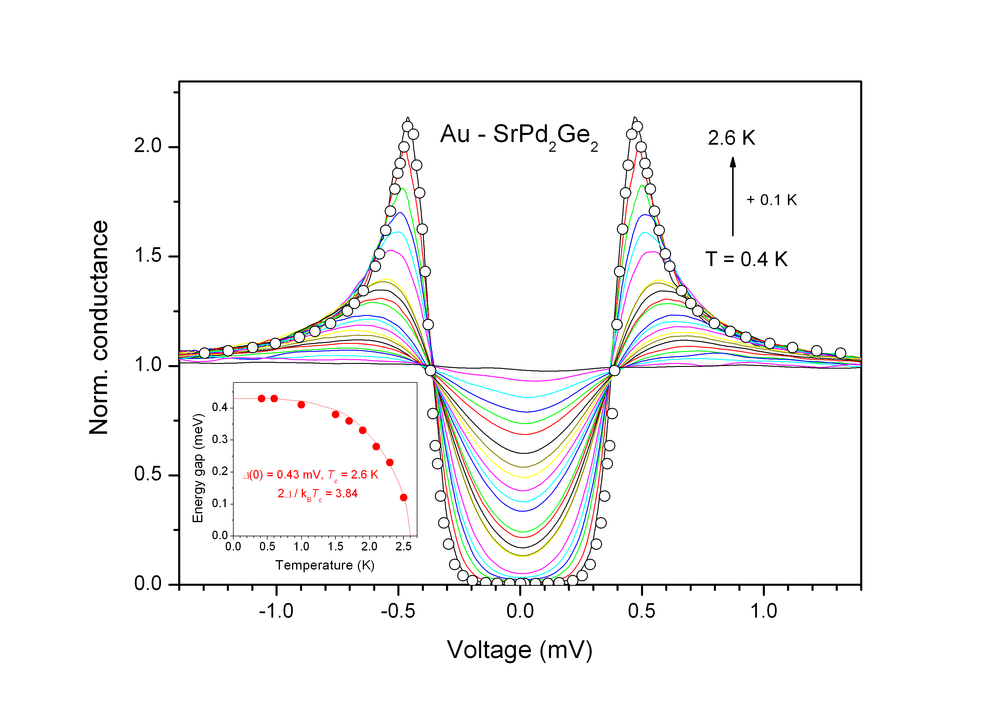 Au - SrPd₂Ge₂
2.6 K
+ 0.1 K
T = 0.4 K
Norm. conductance
2.0
1.5
1.0
0.5
0.0
-1.0
-0.5
0.0
0.5
1.0
Voltage (mV)
Energy gap (meV)
0.4
0.3
0.2
0.1
0.0
Δ(0) = 0.43 mV, T_c = 2.6 K
2Δ / k_BT_c = 3.84
0.0
0.5
1.0
1.5
2.0
2.5
Temperature (K)